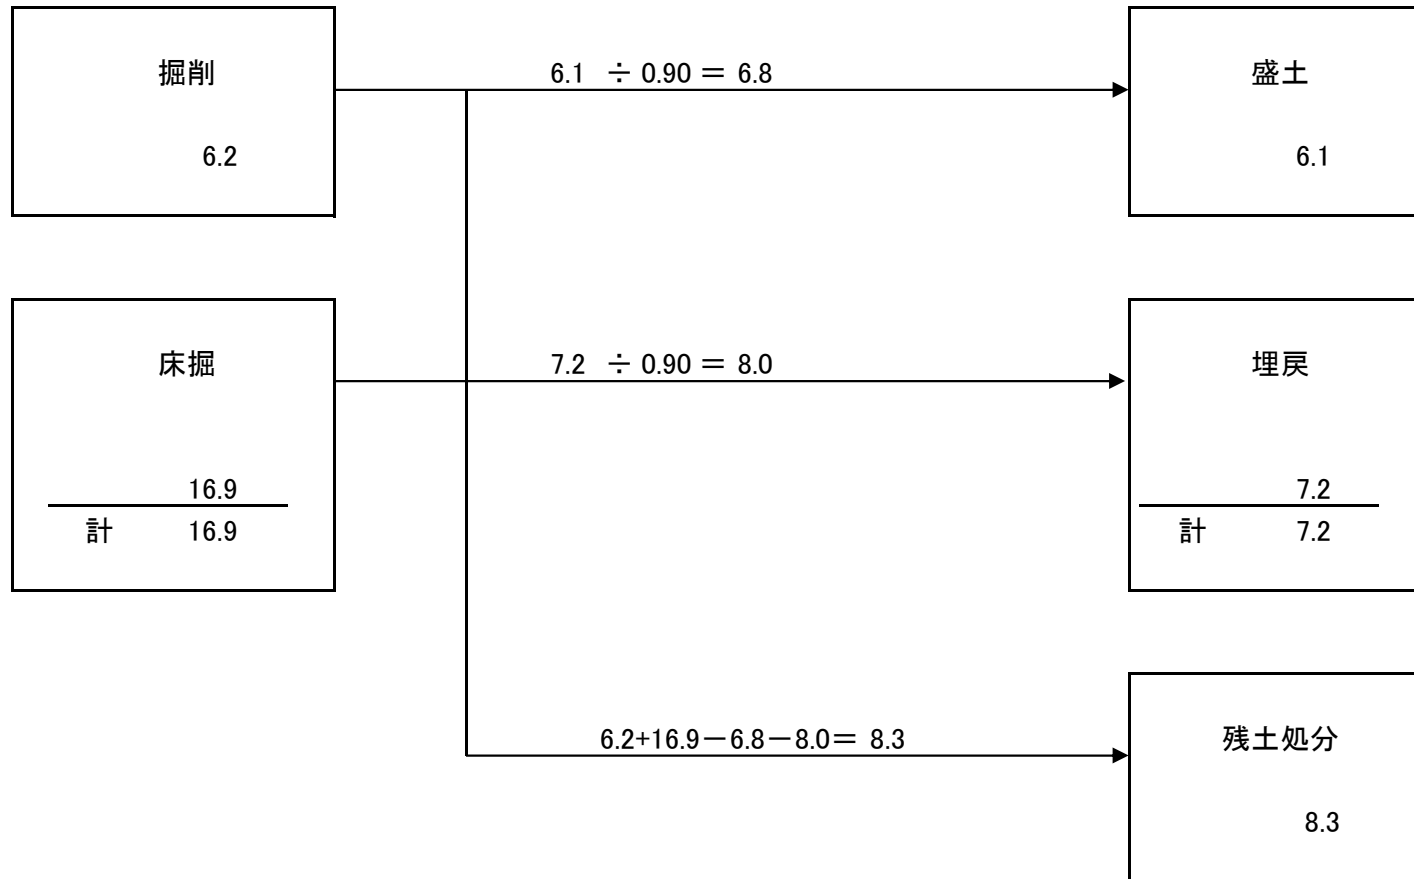 掘削
6.1 ÷ 0.90 = 6.8
盛土
6.2
6.1
床掘
7.2 ÷ 0.90 = 8.0
埋戻
16.9
計 16.9
7.2
計 7.2
6.2+16.9－6.8－8.0＝ 8.3
残土処分
8.3